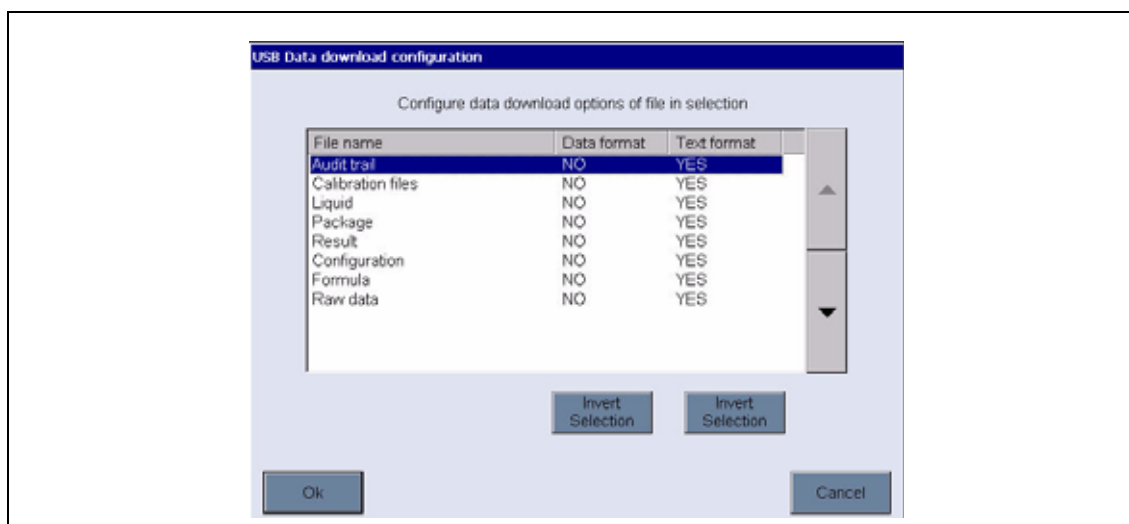 USB Data download configuration
Configure data download options of file in selection
File name Data format Text format
Audit trail NO YES
Calibration files NO YES
Liquid NO YES
Package NO YES
Result NO YES
Configuration NO YES
Formula NO YES
Raw data NO YES
Invert Selection Invert Selection
Ok Cancel